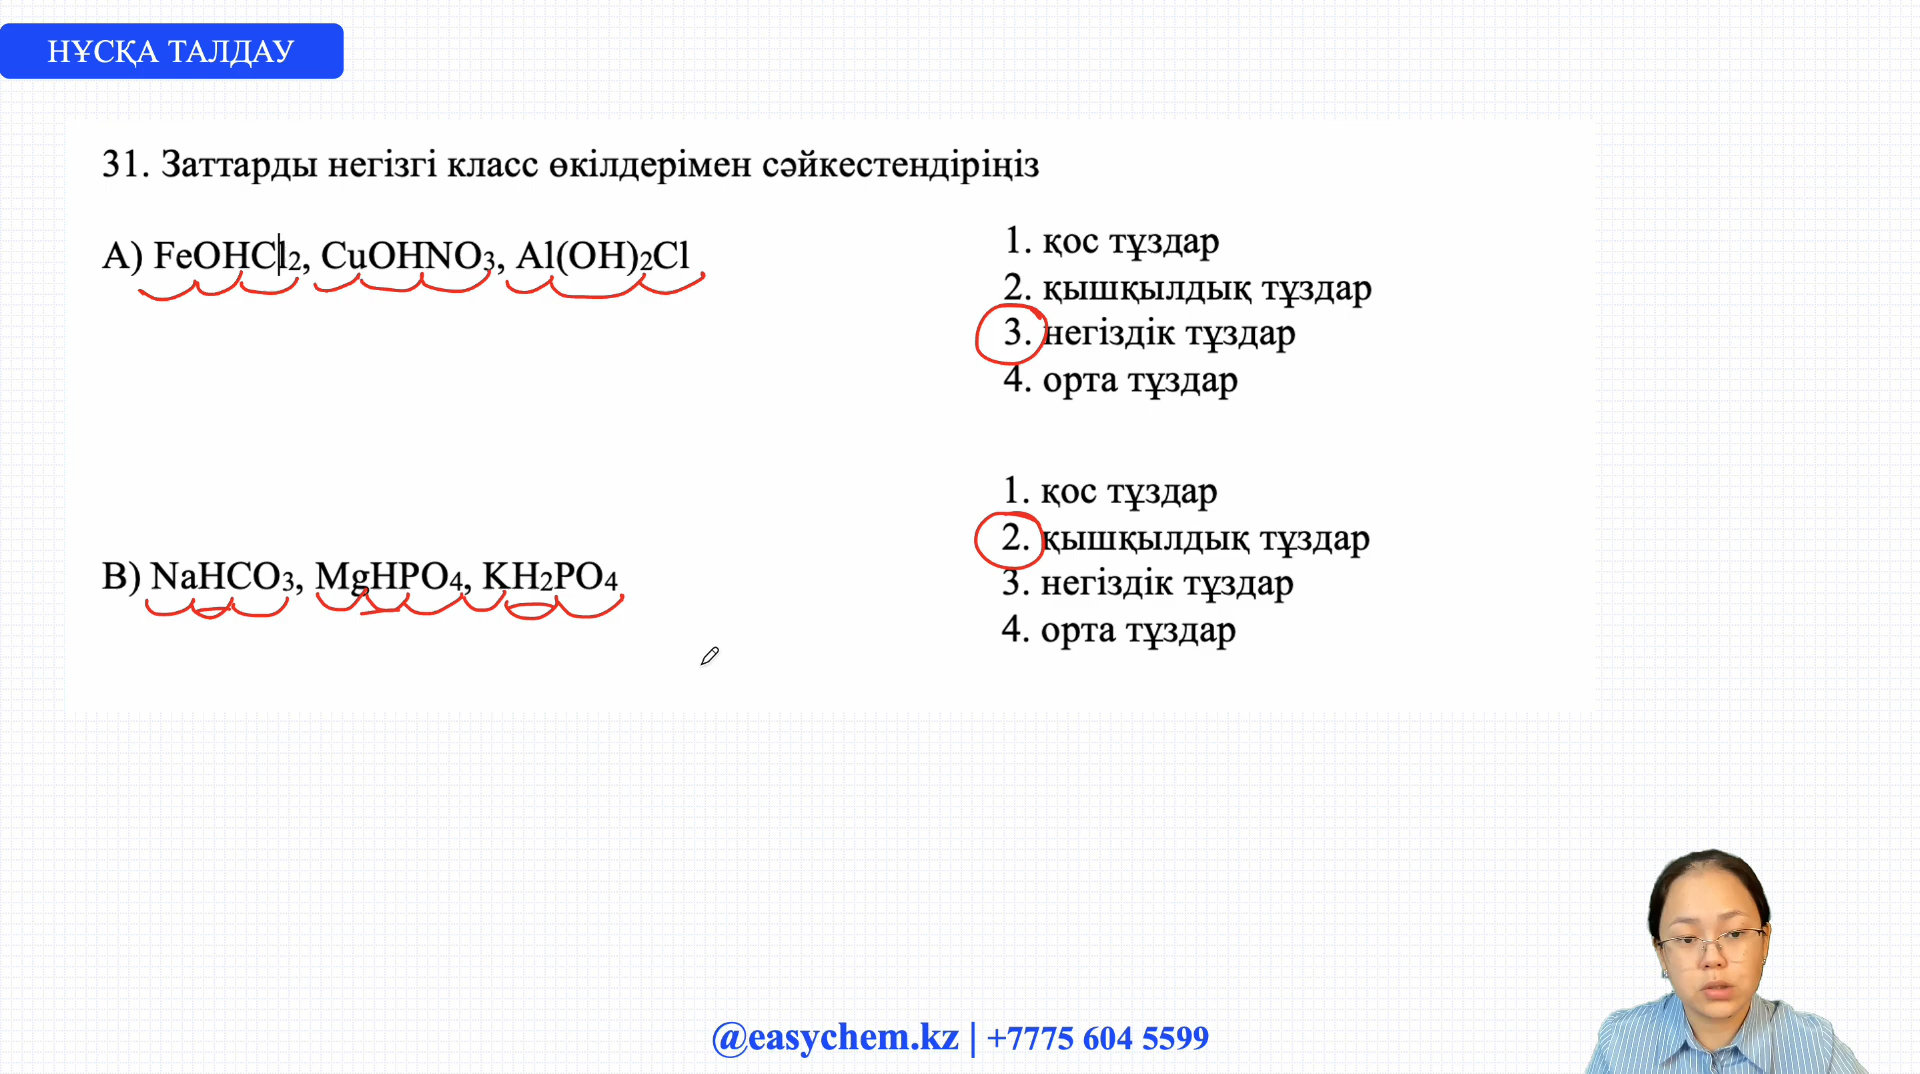 НҰСҚА ТАЛДАУ
31. Заттарды негізгі класс өкілдерімен сәйкестендіріңіз
A) FeOHCl2, CuOHNO3, Al(OH)2Cl
1. қос тұздар
2. қышқылдық тұздар
3. негіздік тұздар
4. орта тұздар
B) NaHCO3, MgHPO4, KH2PO4
1. қос тұздар
2. қышқылдық тұздар
3. негіздік тұздар
4. орта тұздар
@easychem.kz | +7775 604 5599